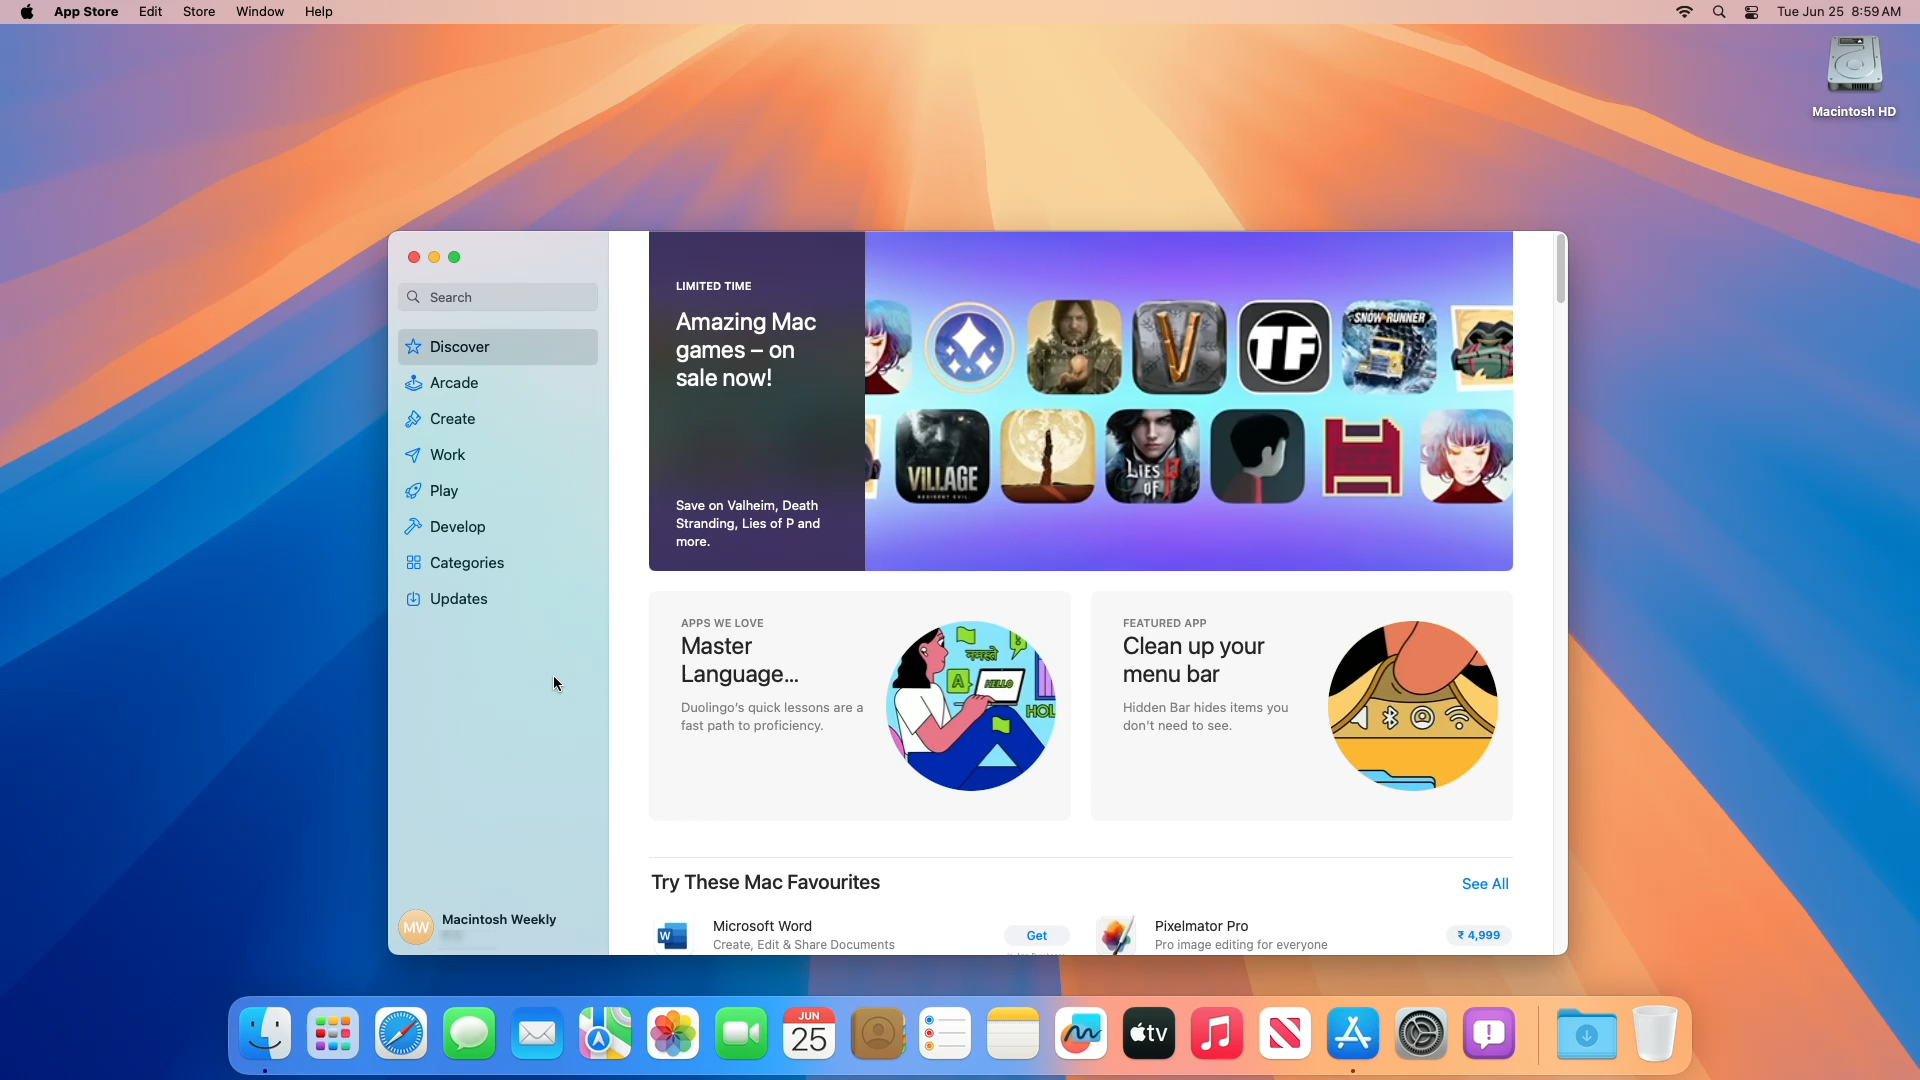 App Store Edit Store Window Help
Tue Jun 25 8:59 AM
Macintosh HD
Search
Discover
Arcade
Create
Work
Play
Develop
Categories
Updates
MW
Macintosh Weekly
LIMITED TIME
Amazing Mac
games – on
sale now!
Save on Valheim, Death
Stranding, Lies of P and
more.
TF
SNOWRUNNER
VILLAGE
RESIDENT EVIL
LIES
OF P
APPS WE LOVE
Master
Language...
Duolingo's quick lessons are a
fast path to proficiency.
नमस्ते
A
HELLO
HOL
FEATURED APP
Clean up your
menu bar
Hidden Bar hides items you
don't need to see.
Try These Mac Favourites
See All
Microsoft Word
Create, Edit & Share Documents
Get
W
Pixelmator Pro
Pro image editing for everyone
₹ 4,999
JUN
25
tv